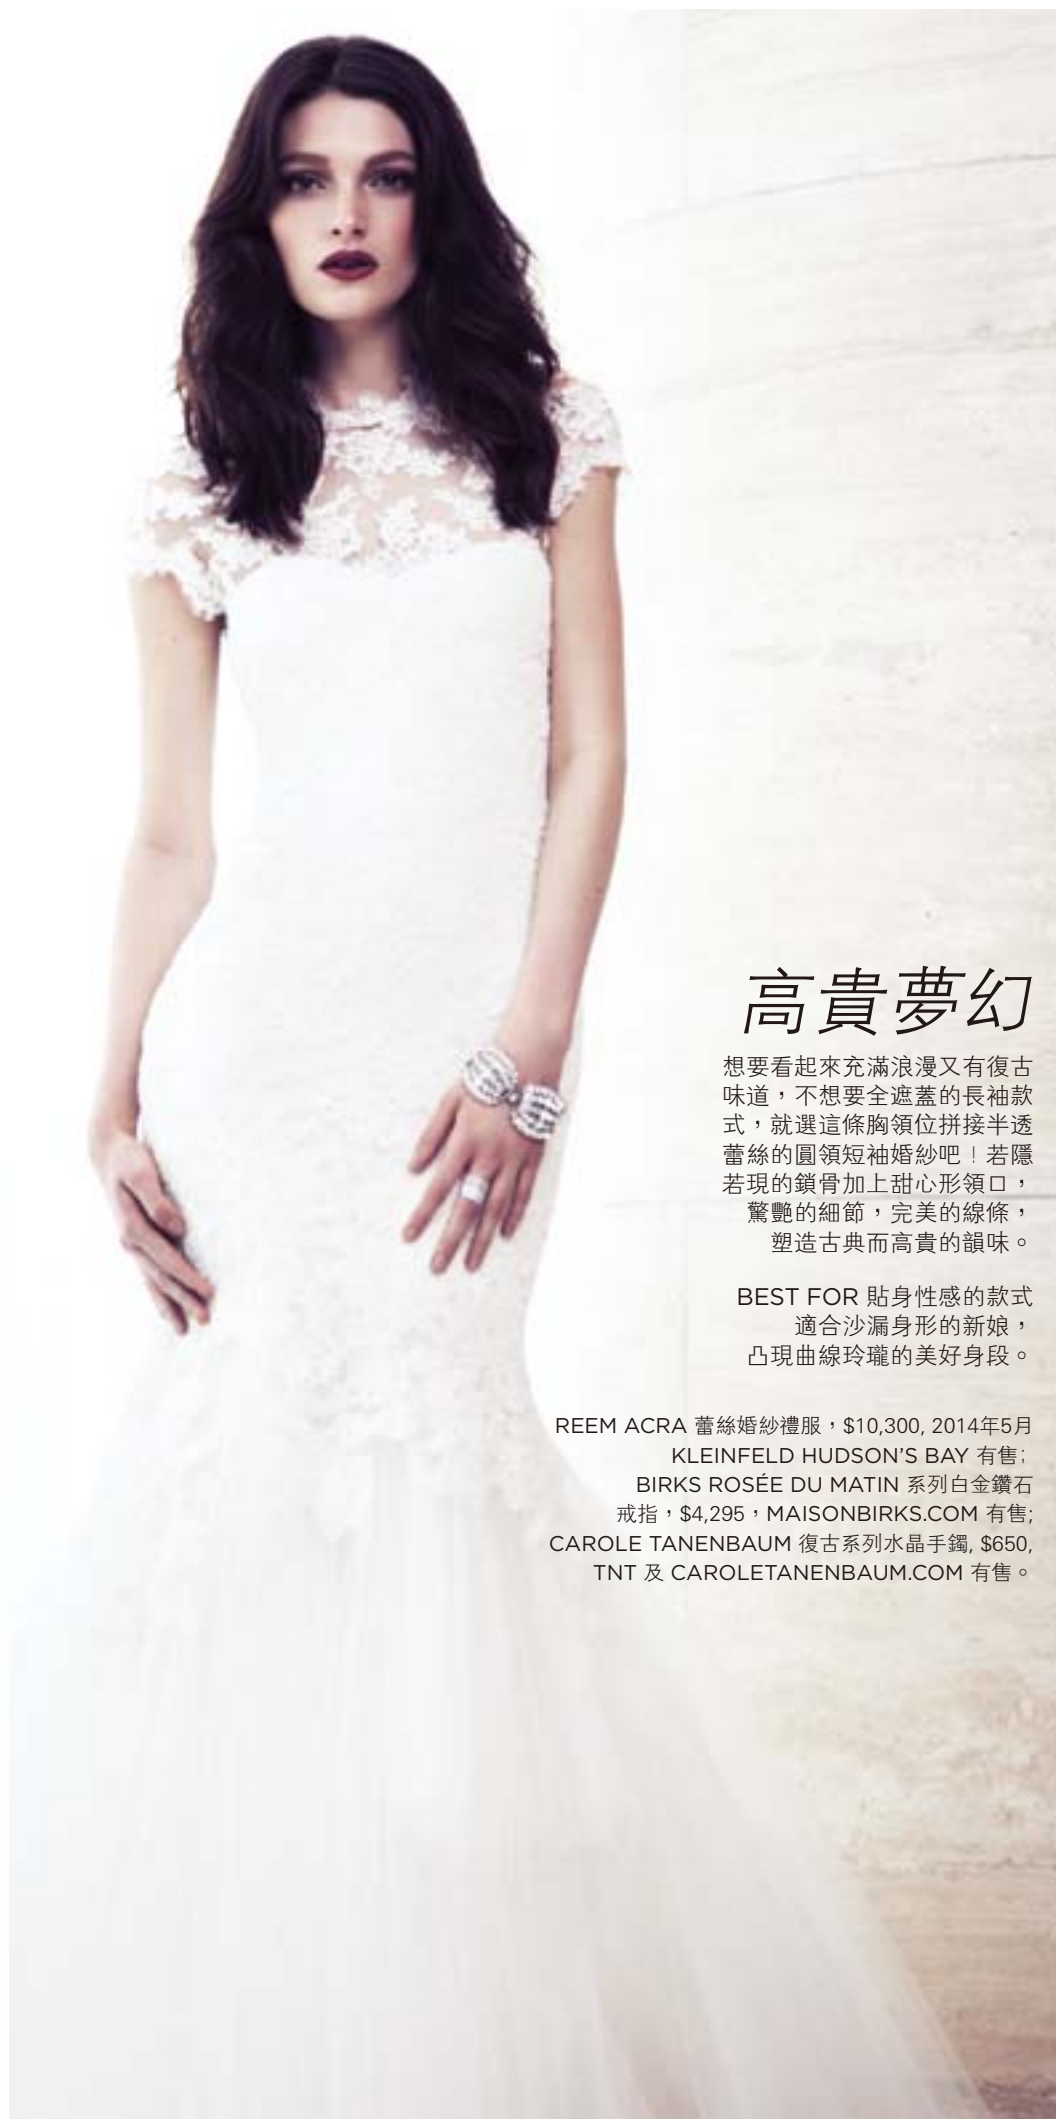 高貴夢幻
想要看起來充滿浪漫又有復古
味道，不想要全遮蓋的長袖款
式，就選這條胸領位拼接半透
蕾絲的圓領短袖婚紗吧！若隱
若現的鎖骨加上甜心形領口，
驚艷的細節，完美的線條，
塑造古典而高貴的韻味。
BEST FOR 貼身性感的款式
適合沙漏身形的新娘，
凸現曲線玲瓏的美好身段。
REEM ACRA 蕾絲婚紗禮服，$10,300, 2014年5月
KLEINFELD HUDSON'S BAY 有售;
BIRKS ROSÉE DU MATIN 系列白金鑽石
戒指，$4,295，MAISONBIRKS.COM 有售;
CAROLE TANENBAUM 復古系列水晶手鐲, $650,
TNT 及 CAROLETANENBAUM.COM 有售。